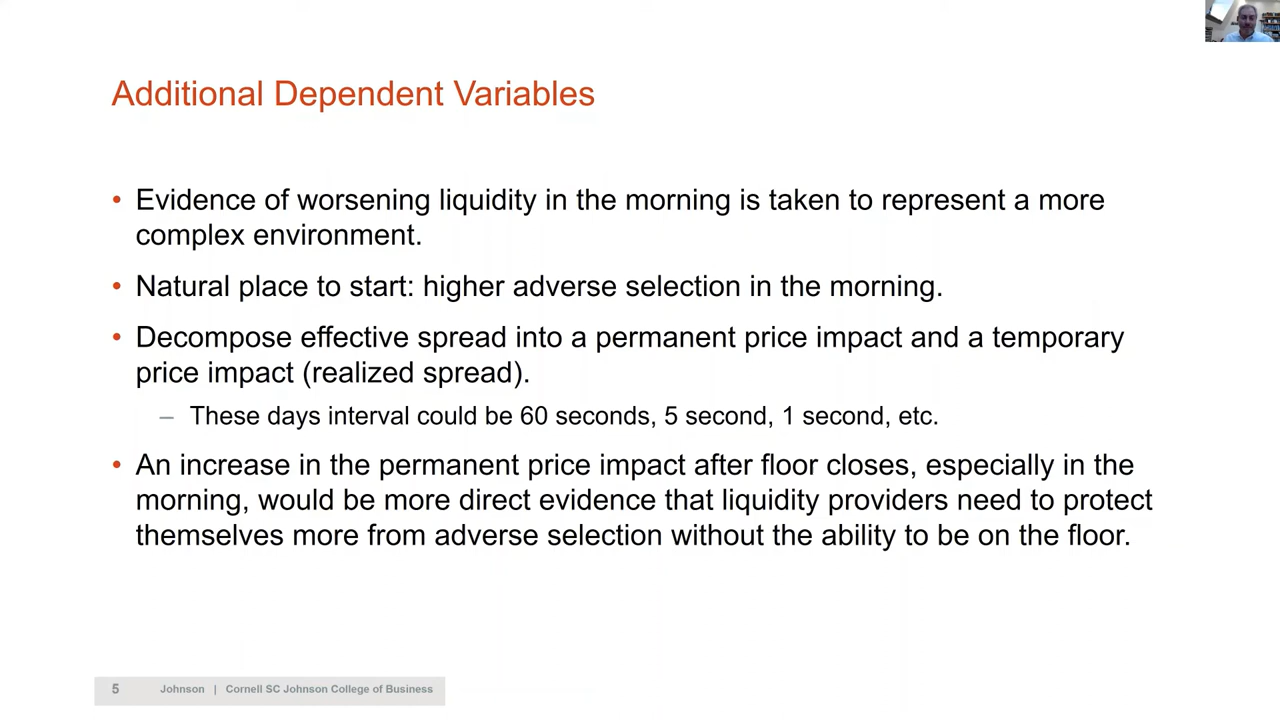 Additional Dependent Variables
• Evidence of worsening liquidity in the morning is taken to represent a more
complex environment.
• Natural place to start: higher adverse selection in the morning.
• Decompose effective spread into a permanent price impact and a temporary
price impact (realized spread).
– These days interval could be 60 seconds, 5 second, 1 second, etc.
• An increase in the permanent price impact after floor closes, especially in the
morning, would be more direct evidence that liquidity providers need to protect
themselves more from adverse selection without the ability to be on the floor.
5 Johnson | Cornell SC Johnson College of Business